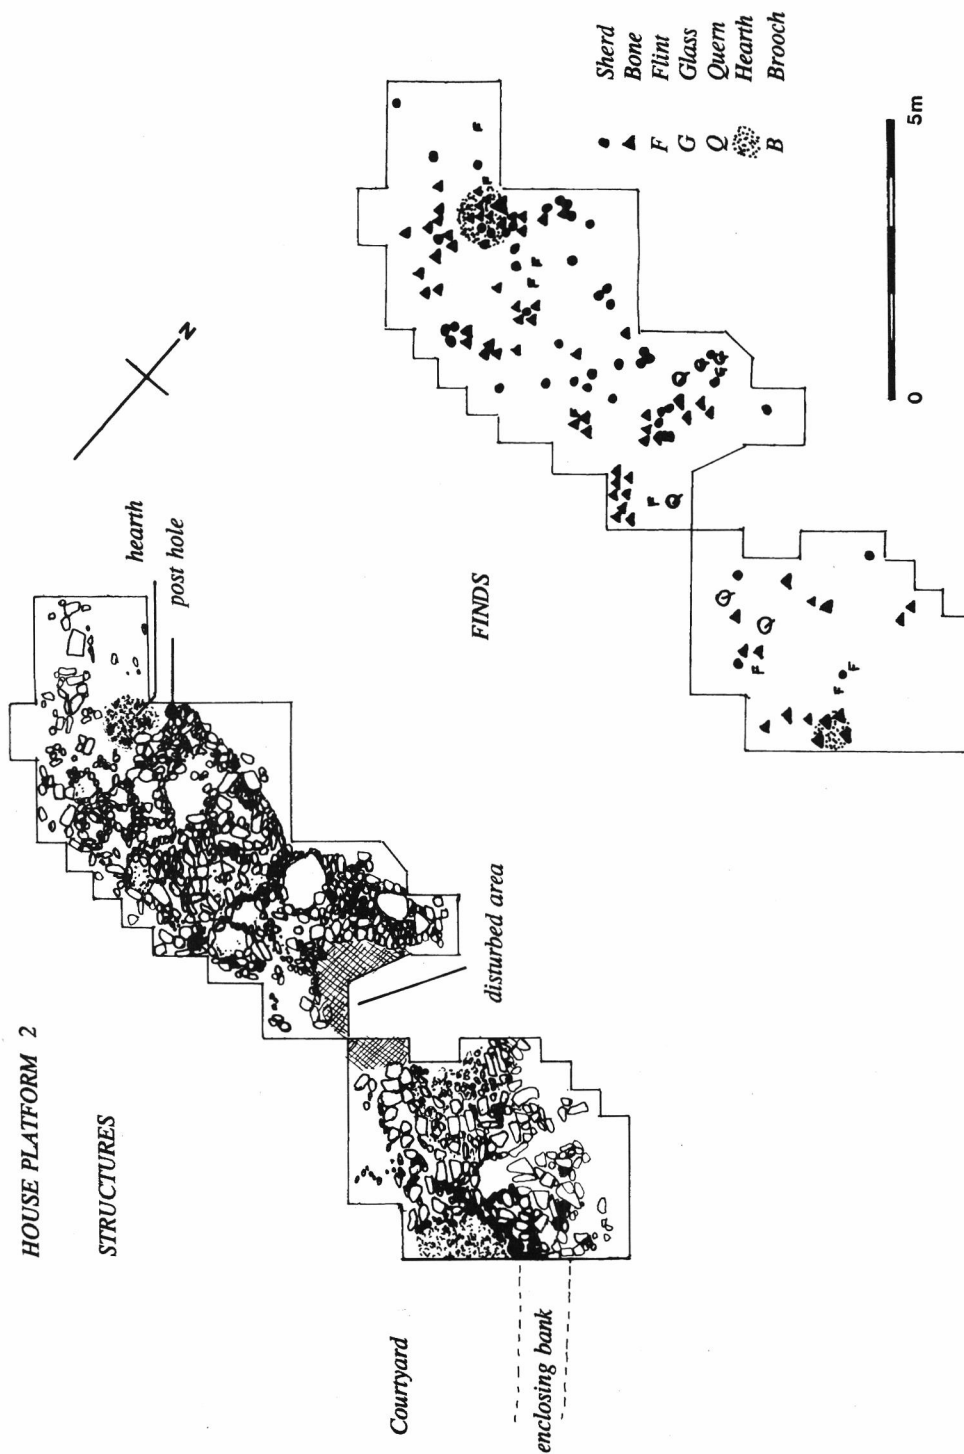 HOUSE PLATFORM 2
STRUCTURES
hearth
post hole
disturbed area
Courtyard
enclosing bank
N
FINDS
Sherd
Bone
F Flint
G Glass
Q Quern
Hearth
B Brooch
0 5m
F
F
F
F
F
F
Q
G
G
Q
B
F
Q
Q
Q
F
F
F